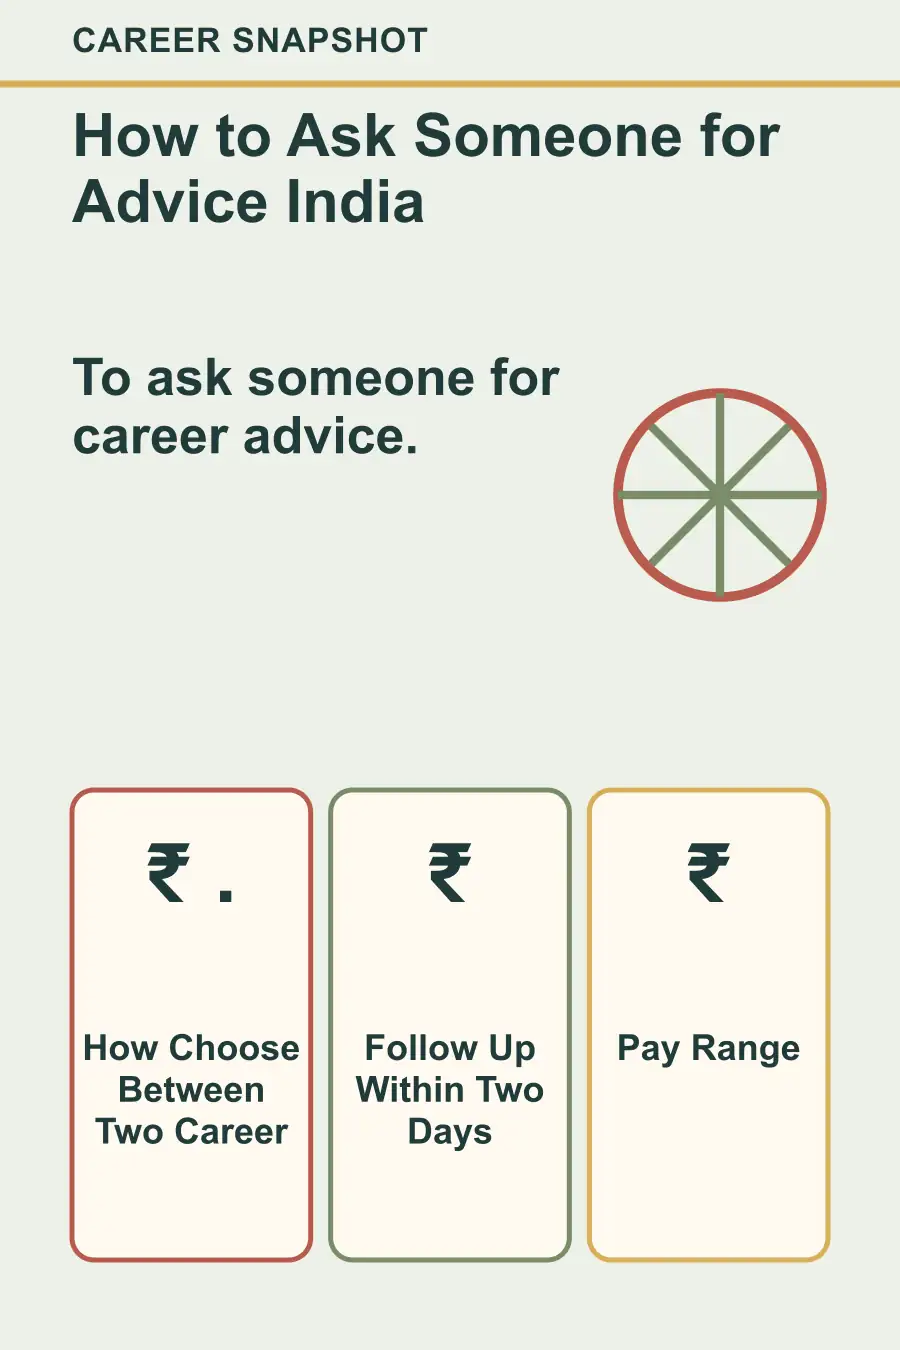 CAREER SNAPSHOT
How to Ask Someone for
Advice India
To ask someone for
career advice.
₹ .
How Choose
Between
Two Career
₹
Follow Up
Within Two
Days
₹
Pay Range